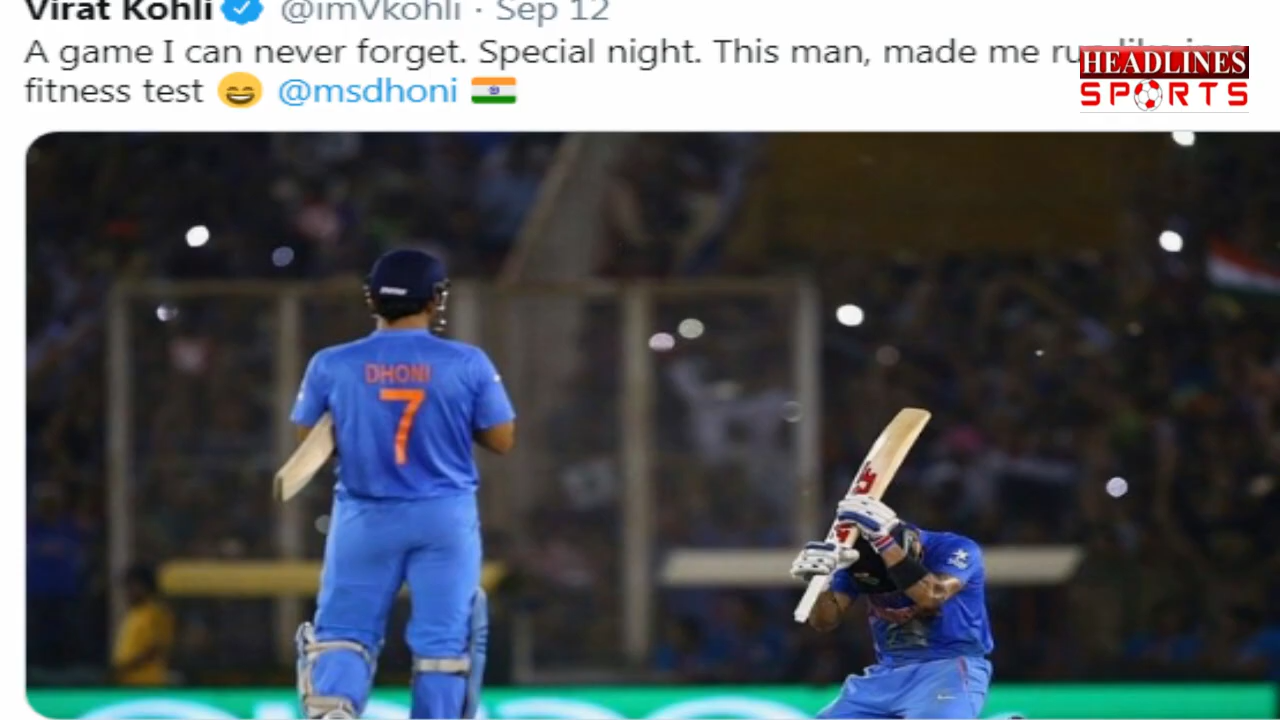 Virat Kohli @imVkohli · Sep 12
A game I can never forget. Special night. This man, made me
fitness test 😄 @msdhoni 🇮🇳
HEADLINES
SPORTS
DHONI
7